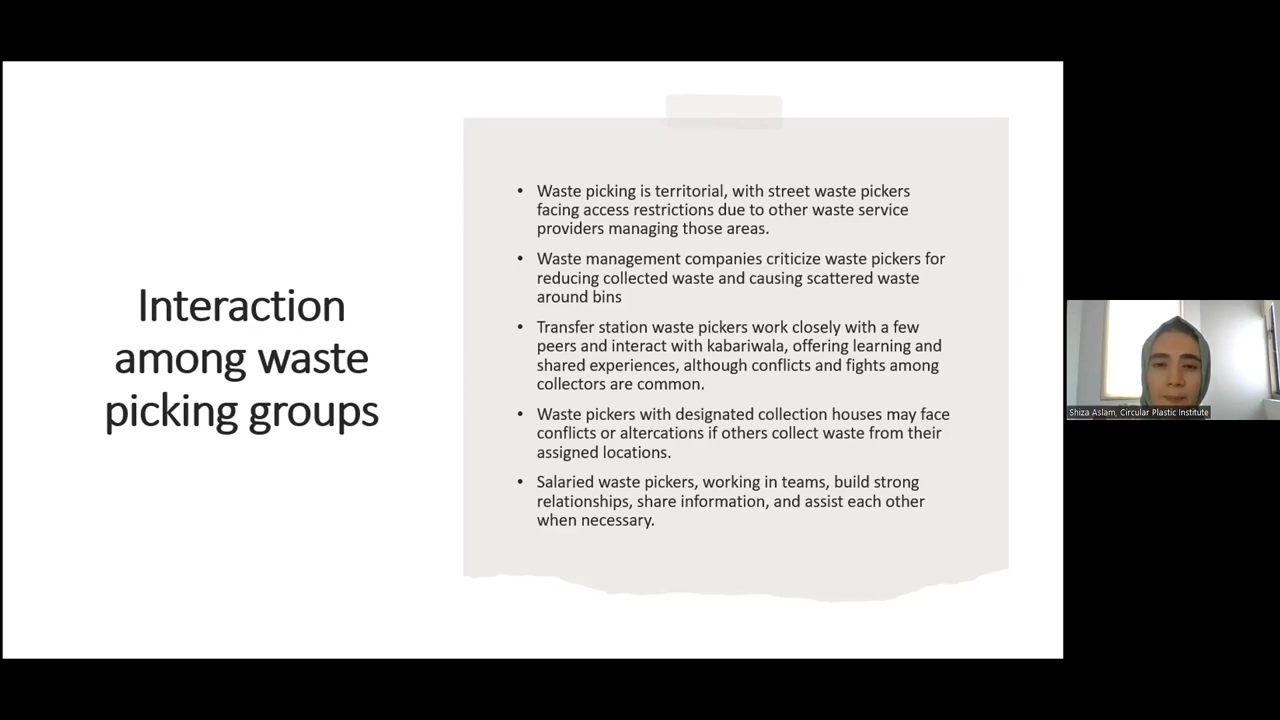 Interaction
among waste
picking groups
• Waste picking is territorial, with street waste pickers
facing access restrictions due to other waste service
providers managing those areas.
• Waste management companies criticize waste pickers for
reducing collected waste and causing scattered waste
around bins
• Transfer station waste pickers work closely with a few
peers and interact with kabariwala, offering learning and
shared experiences, although conflicts and fights among
collectors are common.
• Waste pickers with designated collection houses may face
conflicts or altercations if others collect waste from their
assigned locations.
• Salaried waste pickers, working in teams, build strong
relationships, share information, and assist each other
when necessary.
Shiza Aslam, Circular Plastic Institute